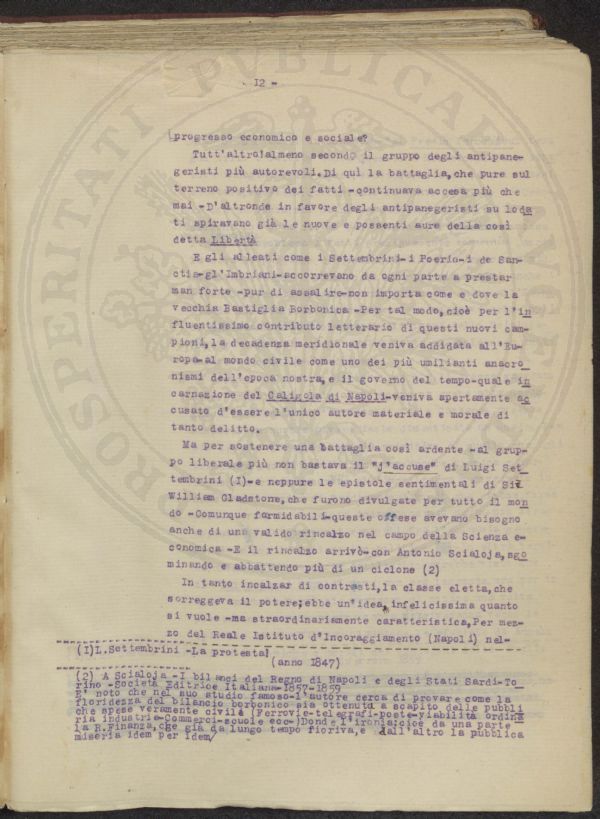 12 -
progresso economico e sociale?
Tutt'altro!almeno secondo il gruppo degli antipane-
geristi più autorevoli.Di qui la battaglia,che pure sul
terreno positivo dei fatti -continuava accesa più che
mai -D'altronde in favore degli antipanegeristi su loda
ti spiravano già le nuove e possenti aure della così
detta Libertà
E gli alleati come i Settembrini-i Poerio-i de San-
ctis-gl'Imbriani-accorrevano da ogni parte a prestar
man forte -pur di assalire-non importa come e dove la
vecchia Bastiglia Borbonica -Per tal modo,cioè per l'in
fluentissimo contributo letterario di questi nuovi cam-
pioni,la decadenza meridionale veniva addidata all'Eu-
ropa-al mondo civile come uno dei più umilianti anacro
nismi dell'epoca nostra,e il governo del tempo-quale in
carnazione del Caligola di Napoli-veniva apertamente ac
cusato d'essere l'unico autore materiale e morale di
tanto delitto.
Ma per sostenere una battaglia così ardente -al grup-
po liberale più non bastava il "j'accuse" di Luigi Set
tembrini (I)-e neppure le epistole sentimentali di Sir
William Gladstone,che furono divulgate per tutto il mon
do -Comunque formidabili-queste offese avevano bisogno
anche di una valido rincalzo nel campo della Scienza e-
conomica -E il rincalzo arrivò-con Antonio Scialoja,ago
minando e abbattendo più di un ciclone (2)
In tanto incalzar di contrasti,la classe eletta,che
sorreggeva il potere;ebbe un'idea,infelicissima quanto
si vuole -ma straordinariamente caratteristica,Per mez-
zo del Reale Istituto d'Incoraggiamento (Napoli) nel-
(I)L.Settembrini -La protesta!
(anno 1847)
(2) A Scialoja -I bilanci del Regno di Napoli e degli Stati Sardi-To
rino -Società Editrice Italiana-1857-1859
E' noto che nel suo studio famoso-l'autore cerca di provare come la
floridezza del bilancio borbonico sia ottenuta a scapito delle pubbli
che spese veramente civili (Ferrovie-telegrafi-poste-viabilità ordina
ria industria-Commerci-scuole ecc-)Donde l'ironia:cioè da una parte
la R.Finanza,che già da lungo tempo fioriva,e dall'altro la pubblica
miseria idem per idem/